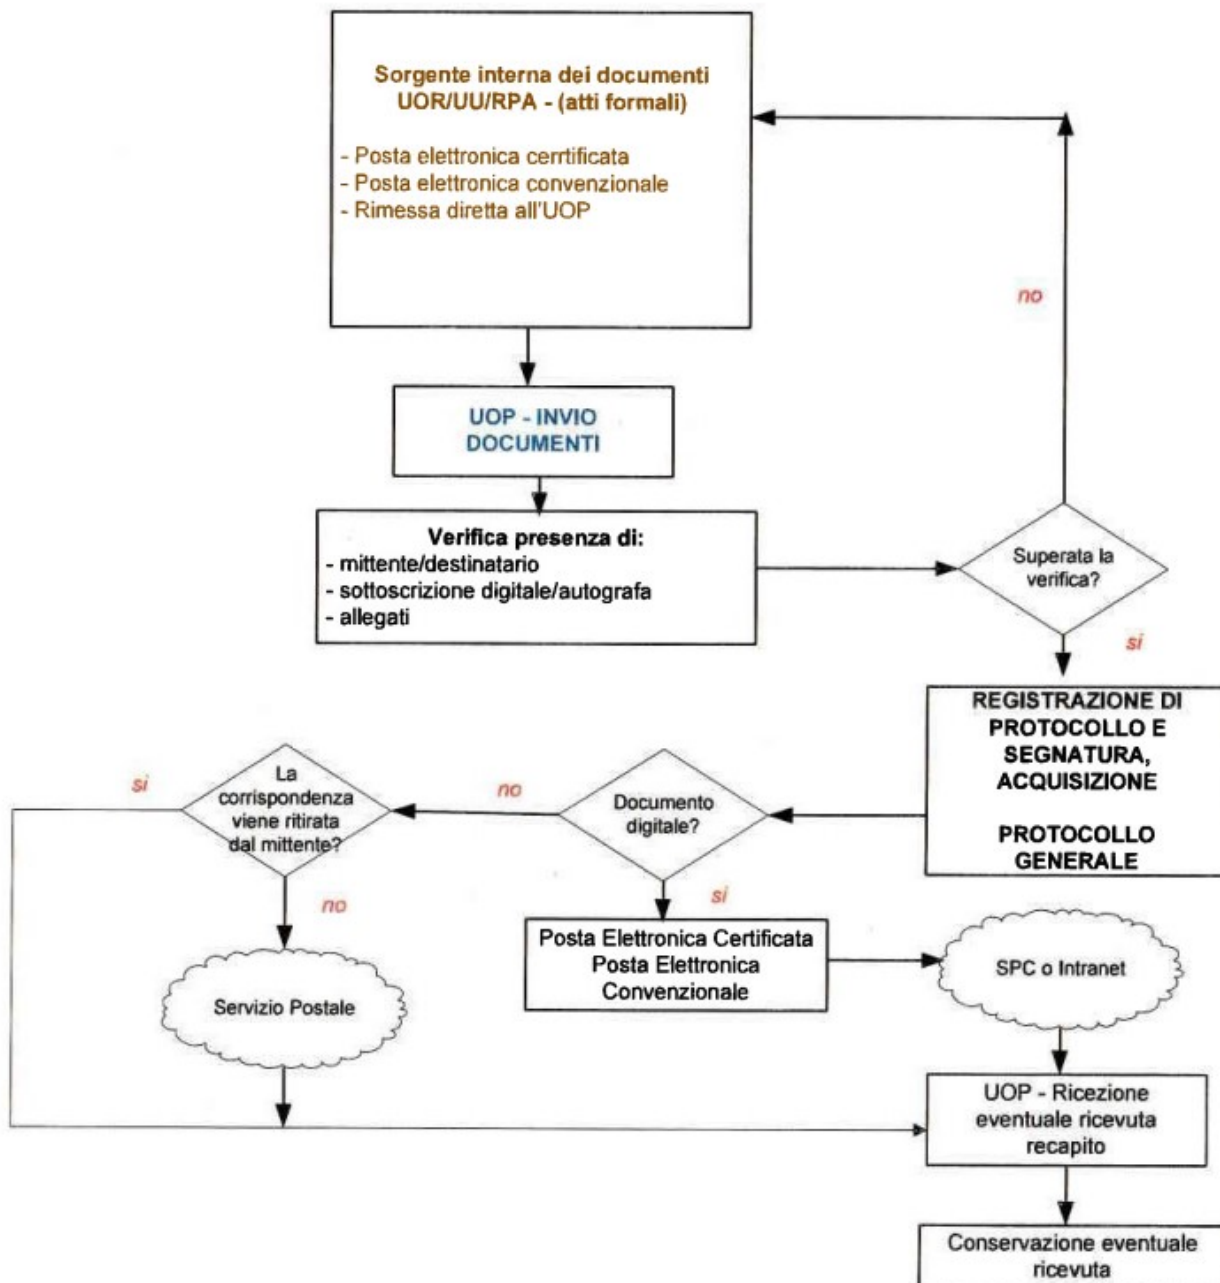 Sorgente interna dei documenti
UOR/UU/RPA - (atti formali)
- Posta elettronica cerrtificata
- Posta elettronica convenzionale
- Rimessa diretta all'UOP
no
UOP - INVIO
DOCUMENTI
Verifica presenza di:
- mittente/destinatario
- sottoscrizione digitale/autografa
- allegati
Superata la
verifica?
si
REGISTRAZIONE DI
PROTOCOLLO E
SEGNATURA,
ACQUISIZIONE
PROTOCOLLO
GENERALE
Documento
digitale?
no
La
corrispondenza
viene ritirata
dal mittente?
si
no
Servizio Postale
si
Posta Elettronica Certificata
Posta Elettronica
Convenzionale
SPC o Intranet
UOP - Ricezione
eventuale ricevuta
recapito
Conservazione eventuale
ricevuta